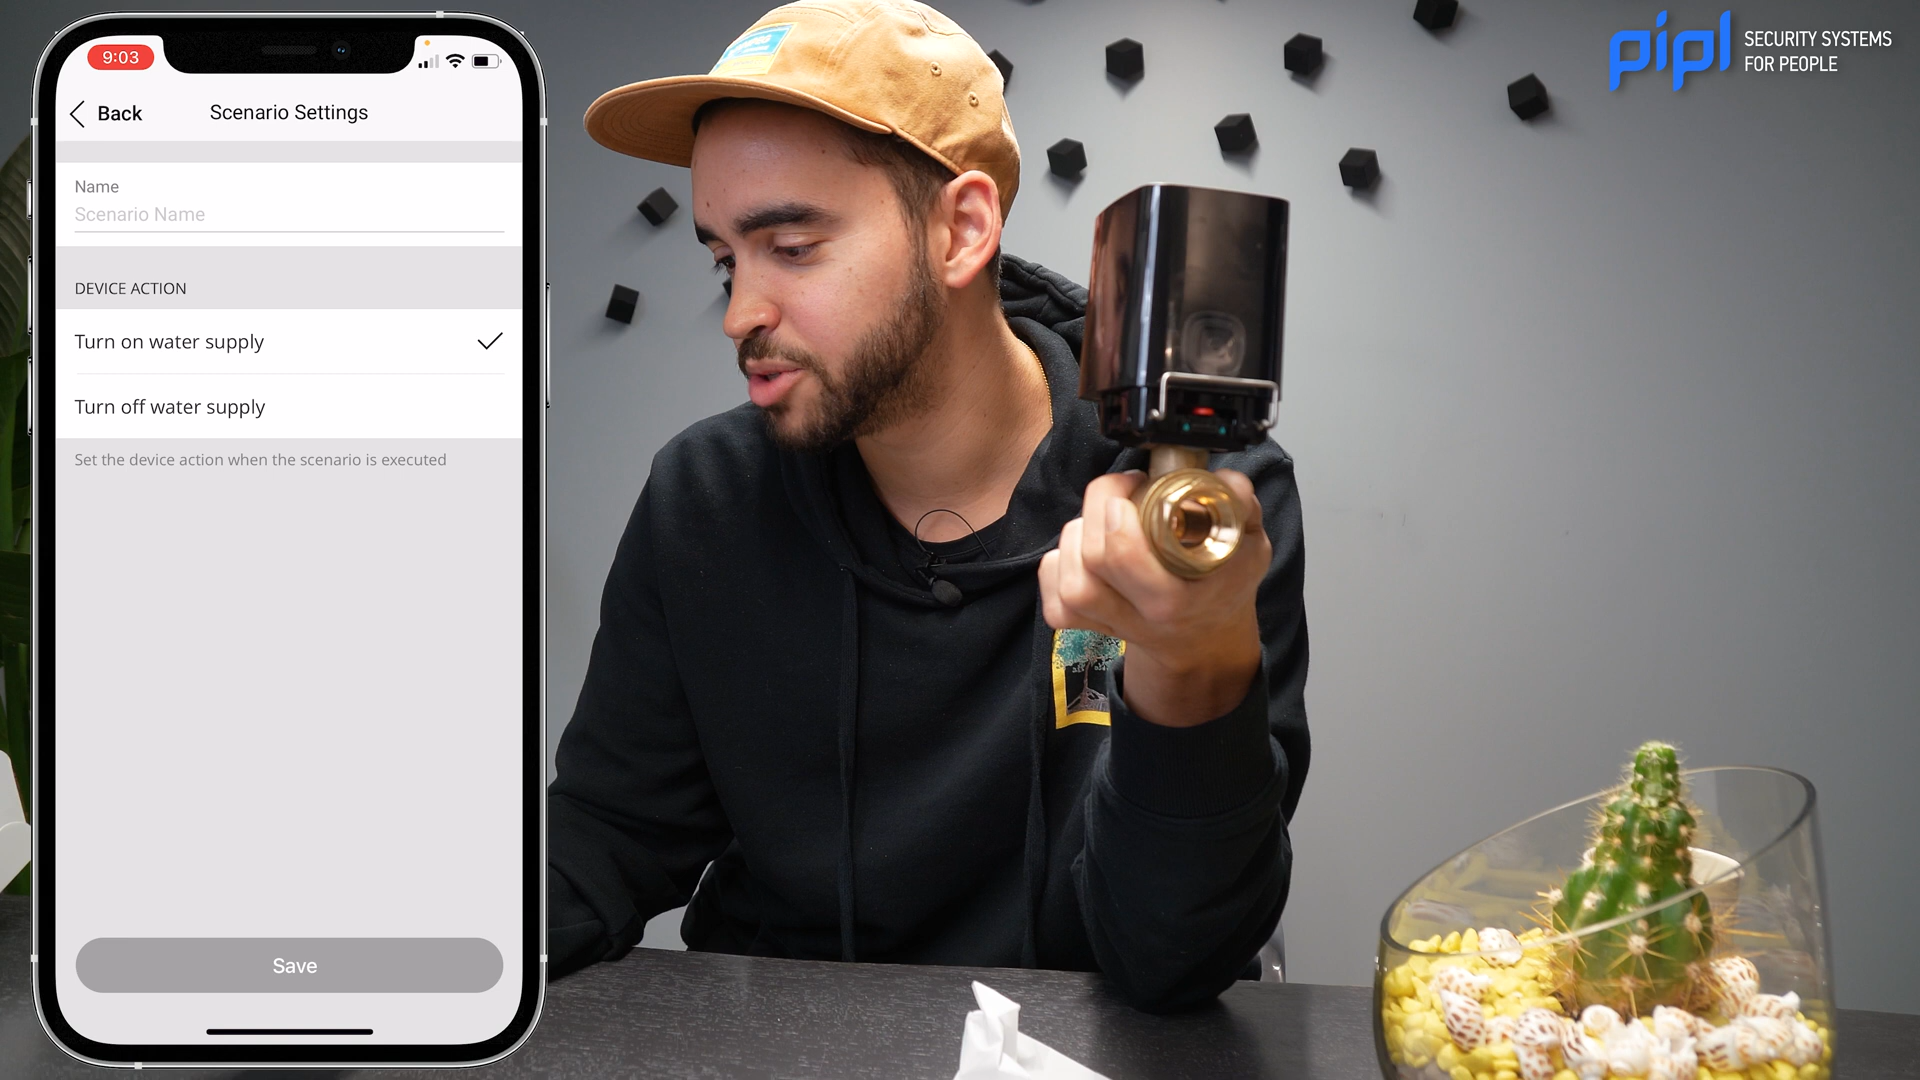 9:03
Back
Scenario Settings
Name
Scenario Name
DEVICE ACTION
Turn on water supply
Turn off water supply
Set the device action when the scenario is executed
Save
pipl
SECURITY SYSTEMS
FOR PEOPLE